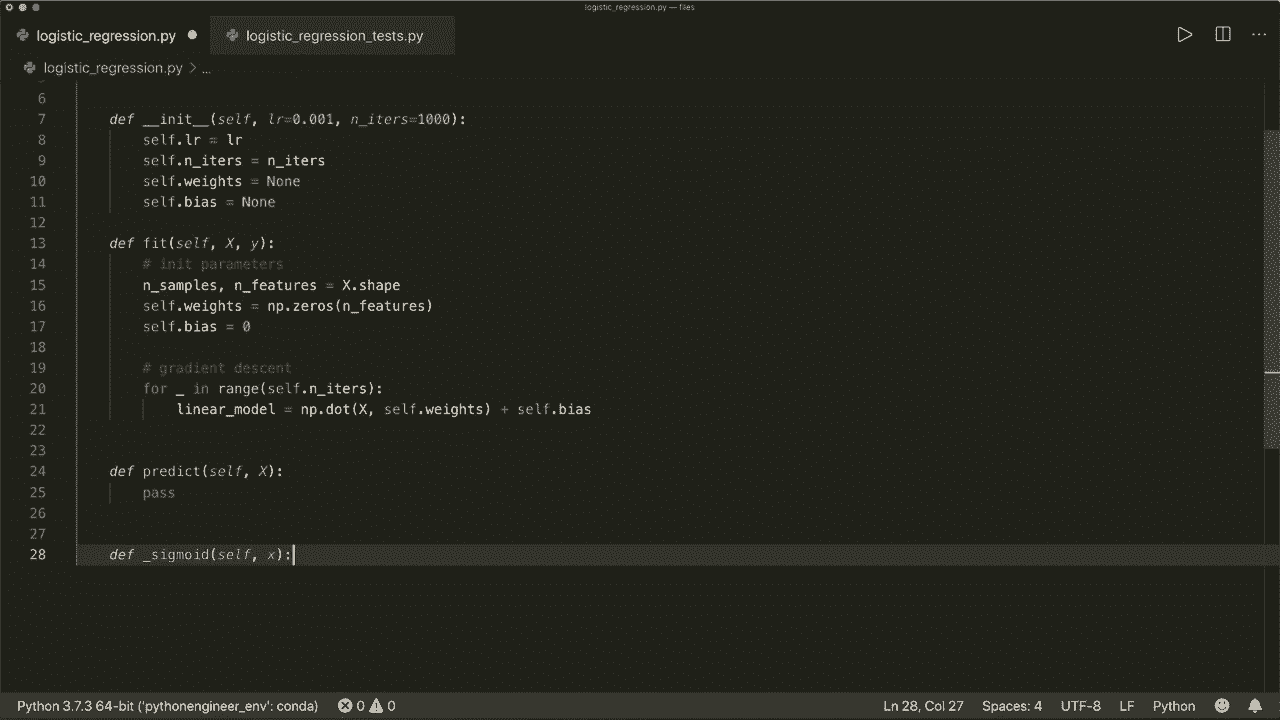 logistic_regression.py — files
logistic_regression.py
logistic_regression_tests.py
logistic_regression.py > ...
6
7 def __init__(self, lr=0.001, n_iters=1000):
8 self.lr = lr
9 self.n_iters = n_iters
10 self.weights = None
11 self.bias = None
12
13 def fit(self, X, y):
14 # init parameters
15 n_samples, n_features = X.shape
16 self.weights = np.zeros(n_features)
17 self.bias = 0
18
19 # gradient descent
20 for _ in range(self.n_iters):
21 linear_model = np.dot(X, self.weights) + self.bias
22
23
24 def predict(self, X):
25 pass
26
27
28 def _sigmoid(self, x):
Python 3.7.3 64-bit ('pythonengineer_env': conda) 0 0 Ln 28, Col 27 Spaces: 4 UTF-8 LF Python